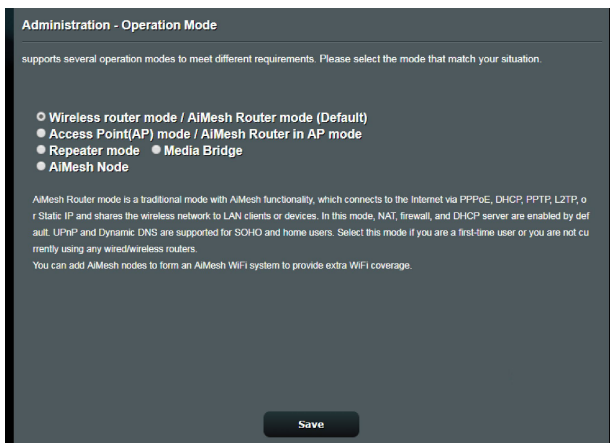 Administration - Operation Mode
supports several operation modes to meet different requirements. Please select the mode that match your situation.
Wireless router mode / AiMesh Router mode (Default)
Access Point(AP) mode / AiMesh Router in AP mode
Repeater mode Media Bridge
AiMesh Node
AiMesh Router mode is a traditional mode with AiMesh functionality, which connects to the Internet via PPPoE, DHCP, PPTP, L2TP, o
r Static IP and shares the wireless network to LAN clients or devices. In this mode, NAT, firewall, and DHCP server are enabled by def
ault. UPnP and Dynamic DNS are supported for SOHO and home users. Select this mode if you are a first-time user or you are not cu
rrently using any wired/wireless routers.
You can add AiMesh nodes to form an AiMesh WiFi system to provide extra WiFi coverage.
Save